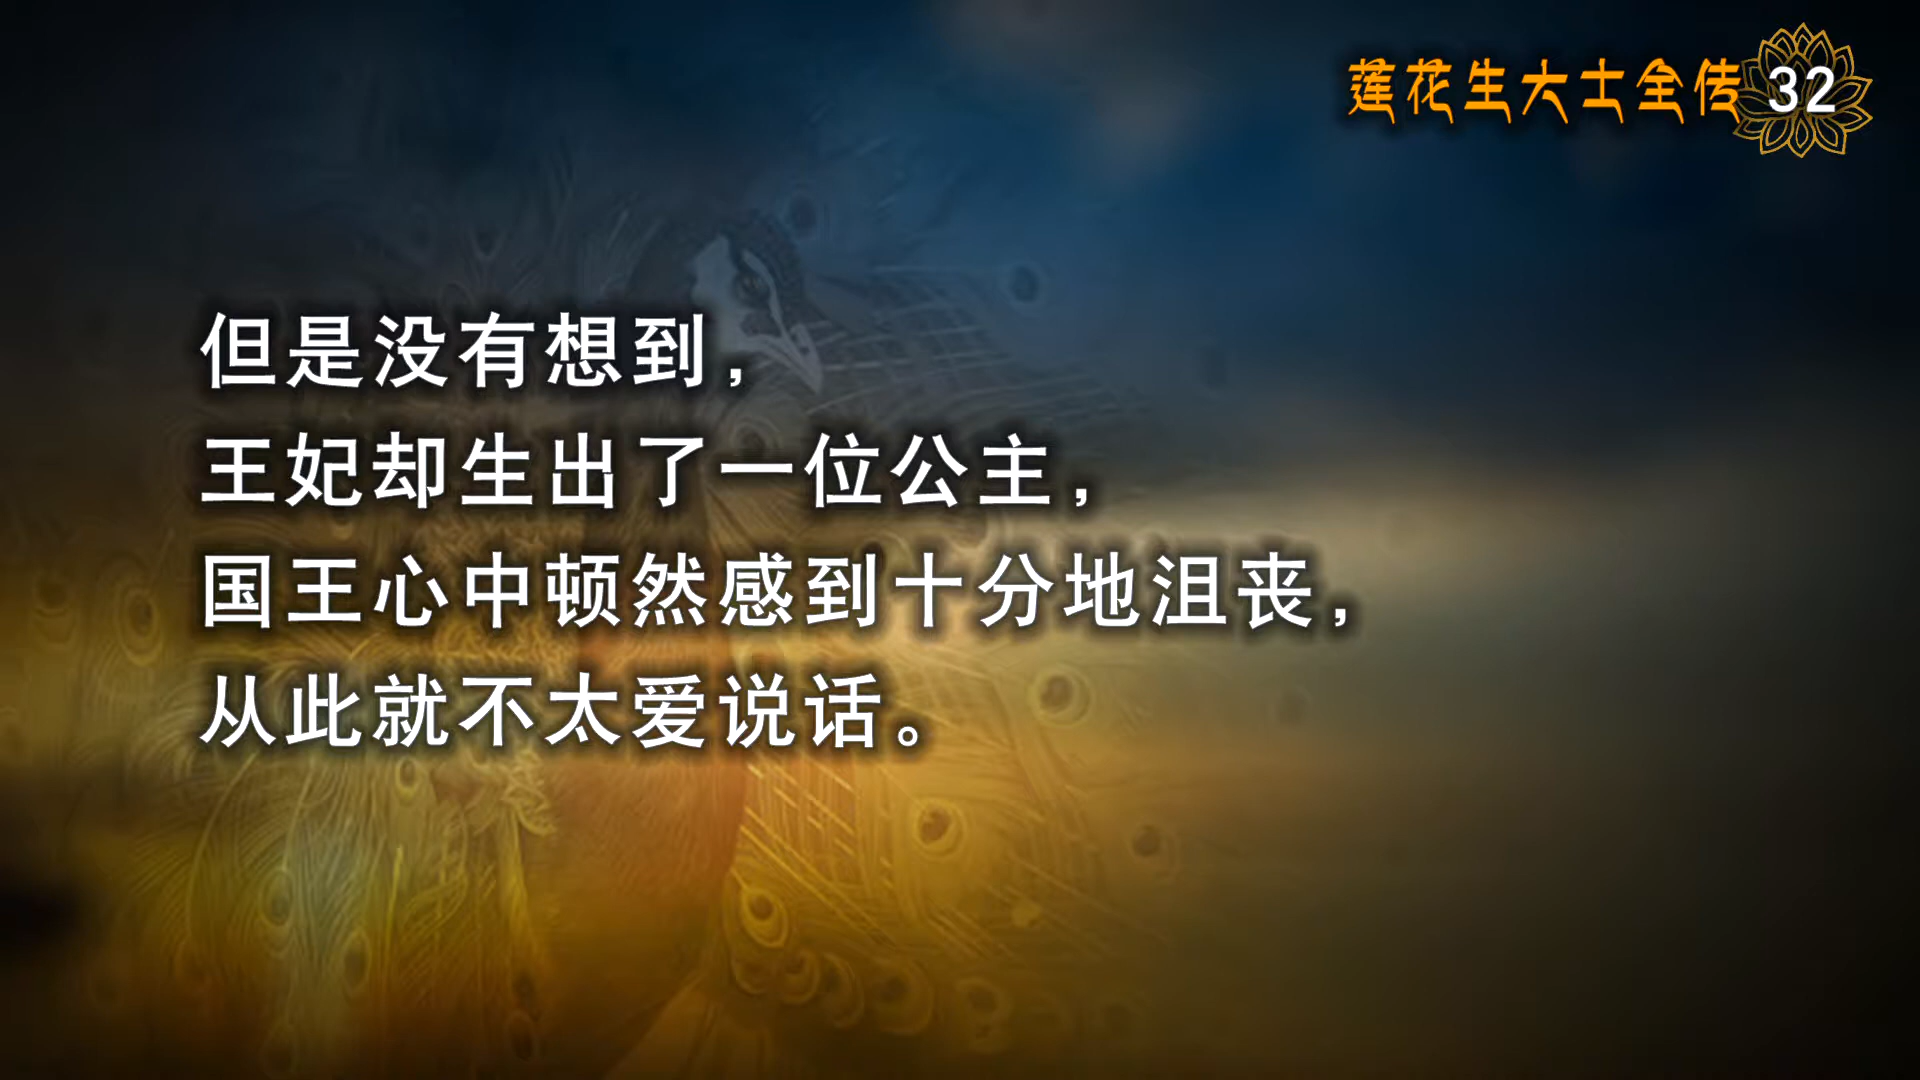 莲花生大士全传 32
但是没有想到，
王妃却生出了一位公主，
国王心中顿然感到十分地沮丧，
从此就不太爱说话。